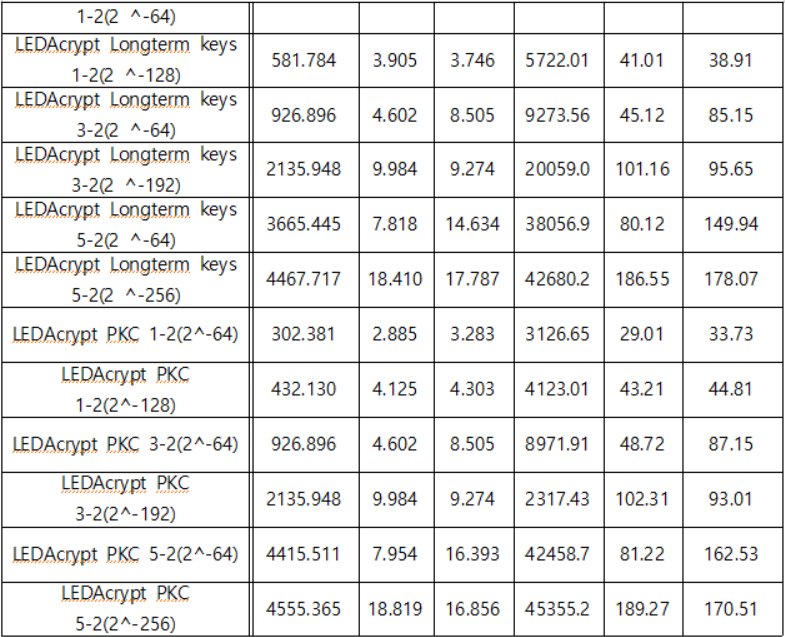 1-2(2 ^-64)
LEDAcrypt Longterm keys
1-2(2 ^-128)
581.784 3.905 3.746 5722.01 41.01 38.91
LEDAcrypt Longterm keys
3-2(2 ^-64)
926.896 4.602 8.505 9273.56 45.12 85.15
LEDAcrypt Longterm keys
3-2(2 ^-192)
2135.948 9.984 9.274 20059.0 101.16 95.65
LEDAcrypt Longterm keys
5-2(2 ^-64)
3665.445 7.818 14.634 38056.9 80.12 149.94
LEDAcrypt Longterm keys
5-2(2 ^-256)
4467.717 18.410 17.787 42680.2 186.55 178.07
LEDAcrypt PKC 1-2(2^-64) 302.381 2.885 3.283 3126.65 29.01 33.73
LEDAcrypt PKC
1-2(2^-128)
432.130 4.125 4.303 4123.01 43.21 44.81
LEDAcrypt PKC 3-2(2^-64) 926.896 4.602 8.505 8971.91 48.72 87.15
LEDAcrypt PKC
3-2(2^-192)
2135.948 9.984 9.274 2317.43 102.31 93.01
LEDAcrypt PKC 5-2(2^-64) 4415.511 7.954 16.393 42458.7 81.22 162.53
LEDAcrypt PKC
5-2(2^-256)
4555.365 18.819 16.856 45355.2 189.27 170.51